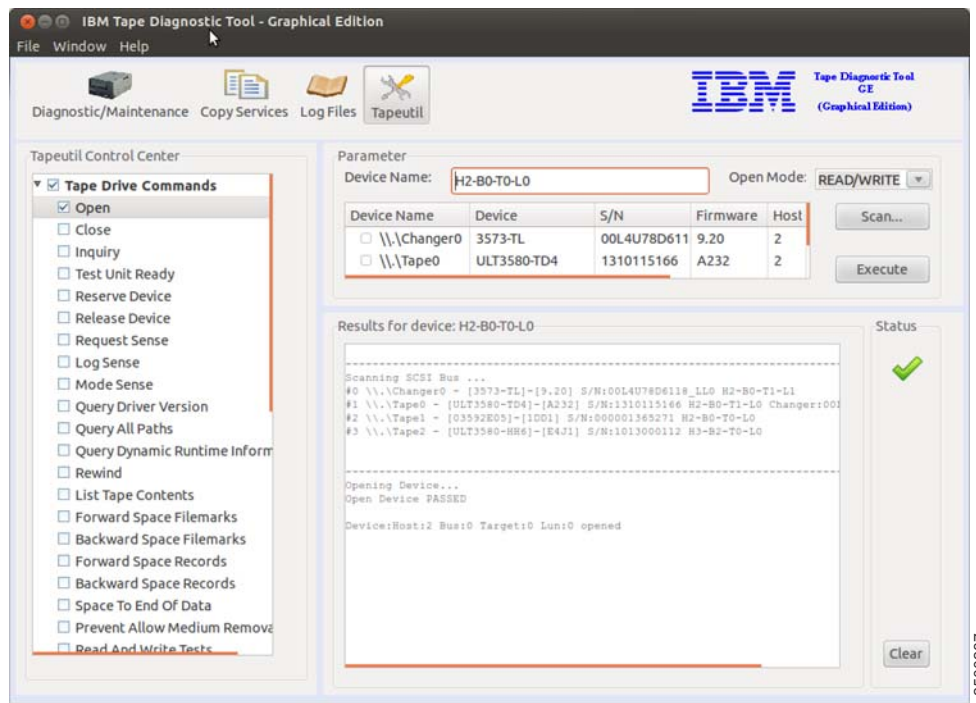 IBM Tape Diagnostic Tool - Graphical Edition
File Window Help
Diagnostic/Maintenance Copy Services Log Files Tapeutil
IBM
Tape Diagnostic Tool
GE
(Graphical Edition)
Tapeutil Control Center
Tape Drive Commands
Open
Close
Inquiry
Test Unit Ready
Reserve Device
Release Device
Request Sense
Log Sense
Mode Sense
Query Driver Version
Query All Paths
Query Dynamic Runtime Inform
Rewind
List Tape Contents
Forward Space Filemarks
Backward Space Filemarks
Forward Space Records
Backward Space Records
Space To End Of Data
Prevent Allow Medium Remova
Read And Write Tests
Parameter
Device Name: H2-B0-T0-L0 Open Mode: READ/WRITE
Device Name Device S/N Firmware Host
\\.\Changer0 3573-TL 00L4U78D611 9.20 2
\\.\Tape0 ULT3580-TD4 1310115166 A232 2
Scan...
Execute
Results for device: H2-B0-T0-L0
Scanning SCSI Bus ...
#0 \\.\Changer0 - [3573-TL]-[9.20] S/N:00L4U78D6118_LL0 H2-B0-T1-L1
#1 \\.\Tape0 - [ULT3580-TD4]-[A232] S/N:1310115166 H2-B0-T1-L0 Changer:00
#2 \\.\Tape1 - [03592E05]-[1DD1] S/N:000001365271 H2-B0-T0-L0
#3 \\.\Tape2 - [ULT3580-HH6]-[E4J1] S/N:1013000112 H3-B2-T0-L0
Opening Device...
Open Device PASSED
Device:Host:2 Bus:0 Target:0 Lun:0 opened
Status
Clear